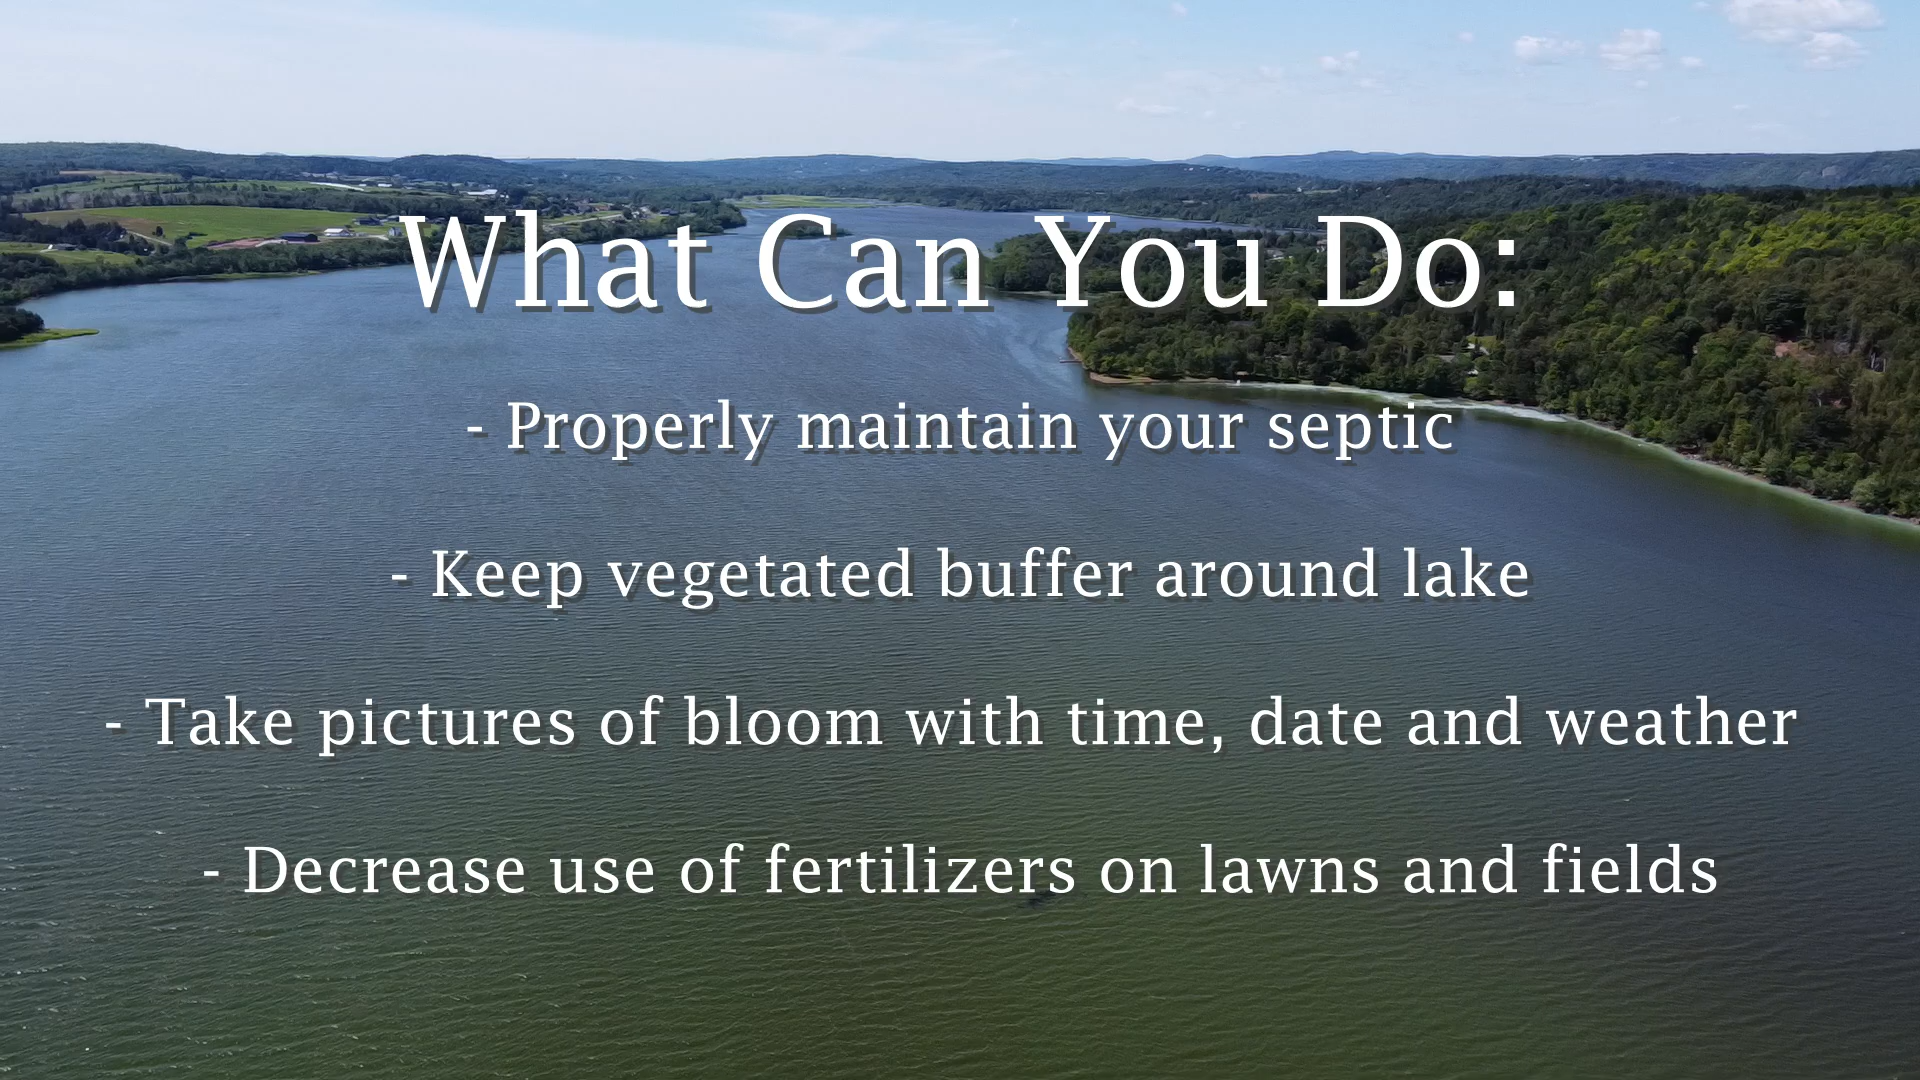 What Can You Do:
- Properly maintain your septic
- Keep vegetated buffer around lake
- Take pictures of bloom with time, date and weather
- Decrease use of fertilizers on lawns and fields